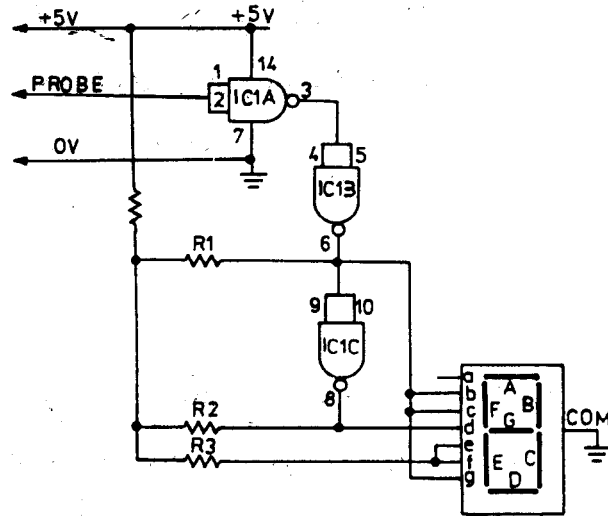 +5V +5V
14
PROBE 1
2 IC1A 3
7
0V
4 5
IC1B
6
R1
9 10
IC1C
8
a
b A
c F B
R2 d G COM
R3 e
f E C
g D